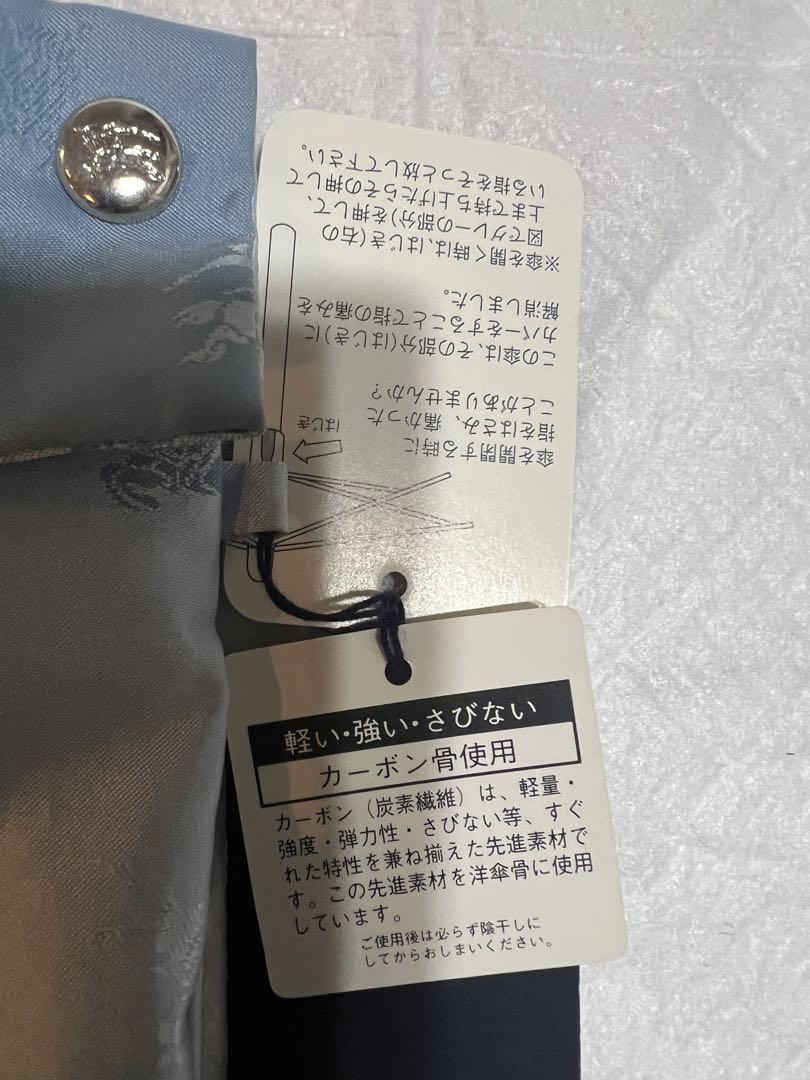 傘を開閉する時に
指をはさみ、痛かった
ことがありませんか?
この傘は、その部分(はじき)に
カバーをすることで指の痛みを
解消しました。
※傘を開く時は、はじき(右の
図でグレーの部分)を押して、
上まで持ち上げたらその押して
いる指をそっと放して下さい。
はじき
軽い・強い・さびない
カーボン骨使用
カーボン(炭素繊維)は、軽量・
強度・弾力性・さびない等、すぐ
れた特性を兼ね揃えた先進素材で
す。この先進素材を洋傘骨に使用
しています。
ご使用後は必らず陰干しに
してからおしまいください。